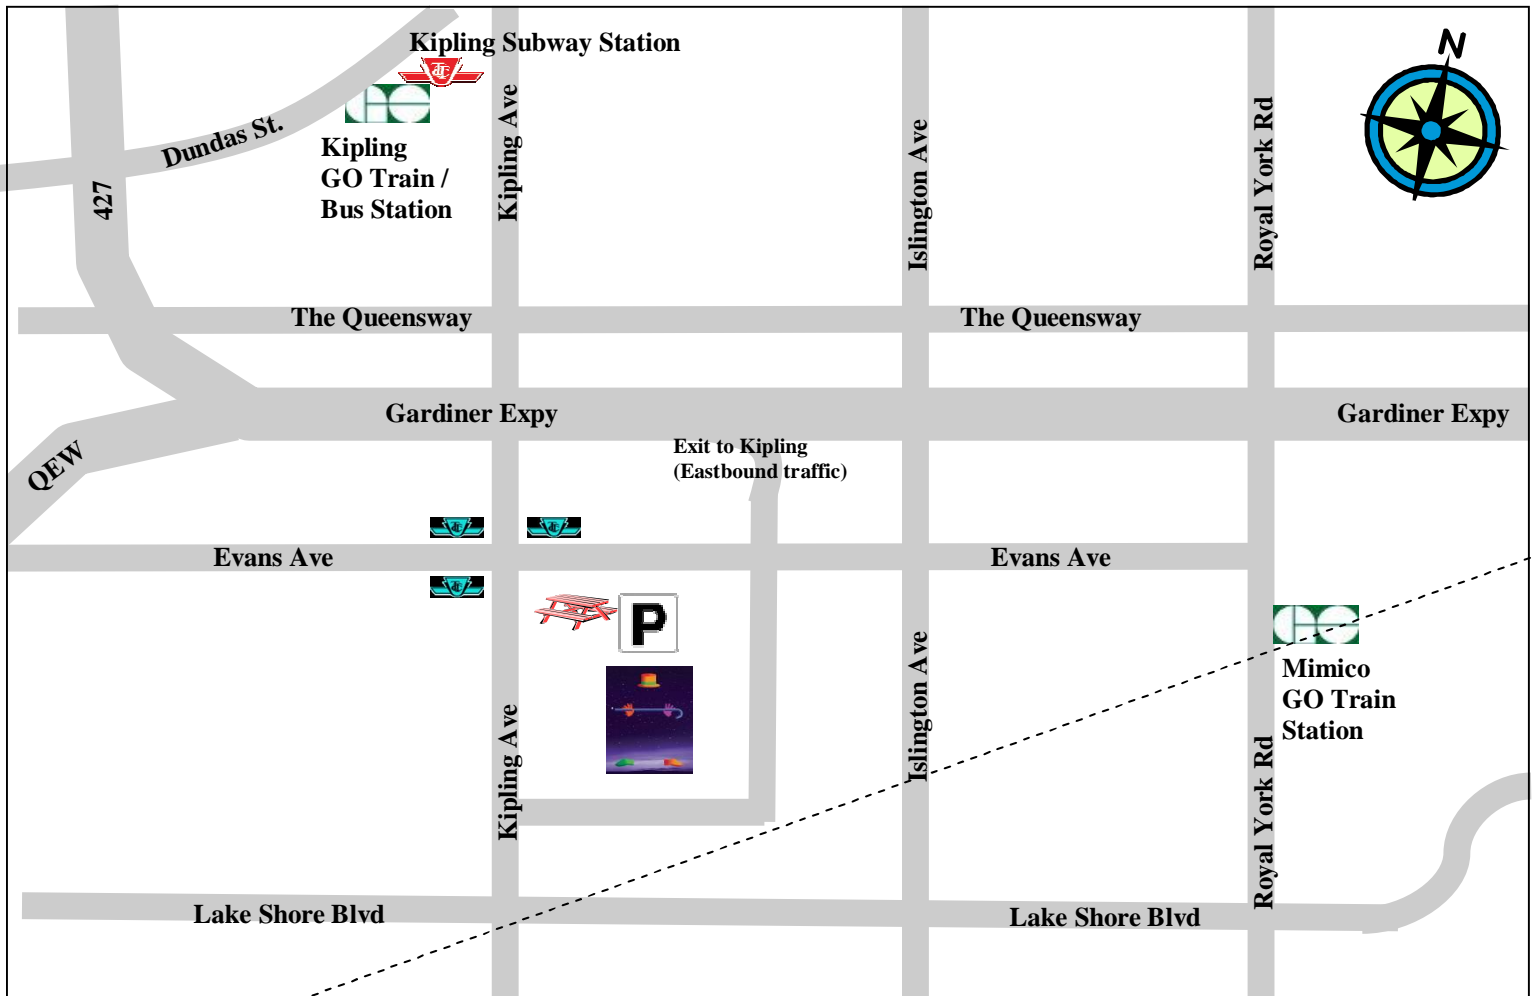 Kipling Subway Station
N
Dundas St.
Kipling
GO Train /
Bus Station
427
Kipling Ave
Islington Ave
Royal York Rd
The Queensway
The Queensway
Gardiner Expy
Gardiner Expy
QEW
Exit to Kipling
(Eastbound traffic)
Evans Ave
Evans Ave
P
Mimico
GO Train
Station
Kipling Ave
Islington Ave
Royal York Rd
Lake Shore Blvd
Lake Shore Blvd